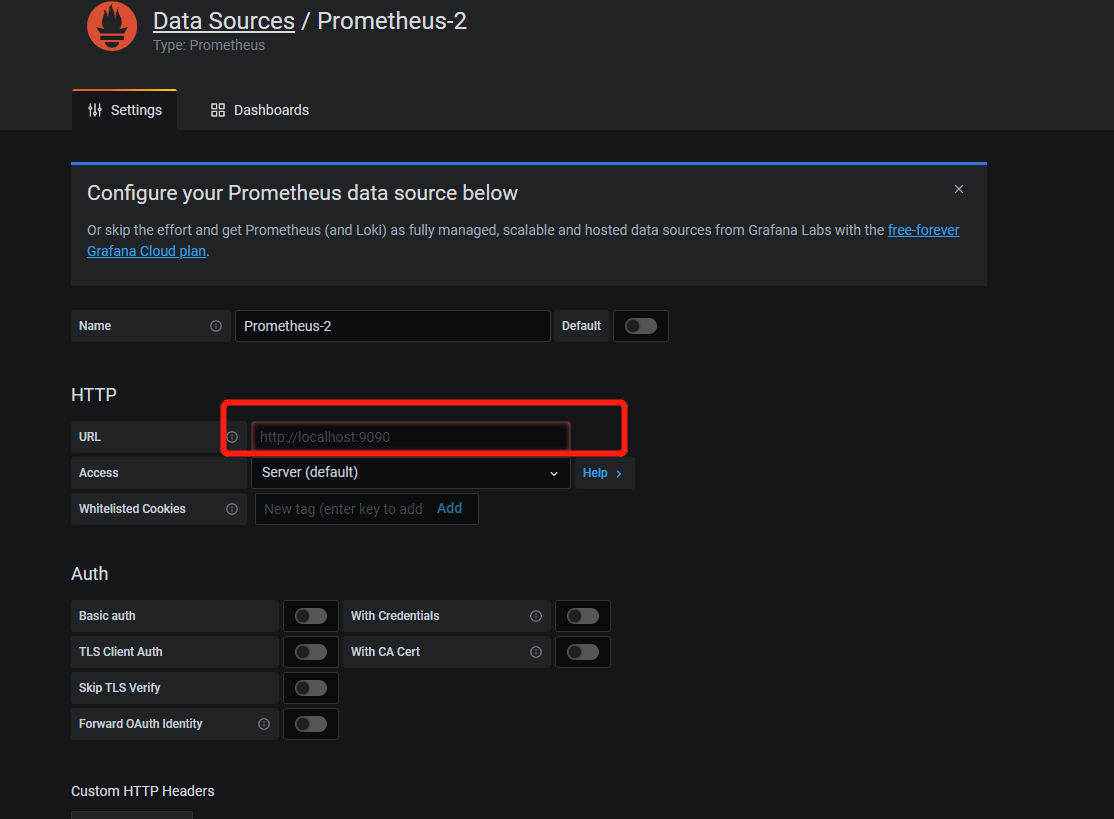 Data Sources / Prometheus-2
Type: Prometheus
Settings
Dashboards
Configure your Prometheus data source below
Or skip the effort and get Prometheus (and Loki) as fully managed, scalable and hosted data sources from Grafana Labs with the free-forever
Grafana Cloud plan.
Name
Prometheus-2
Default
HTTP
URL
http://localhost:9090
Access
Server (default)
Help
Whitelisted Cookies
New tag (enter key to add
Add
Auth
Basic auth
With Credentials
TLS Client Auth
With CA Cert
Skip TLS Verify
Forward OAuth Identity
Custom HTTP Headers